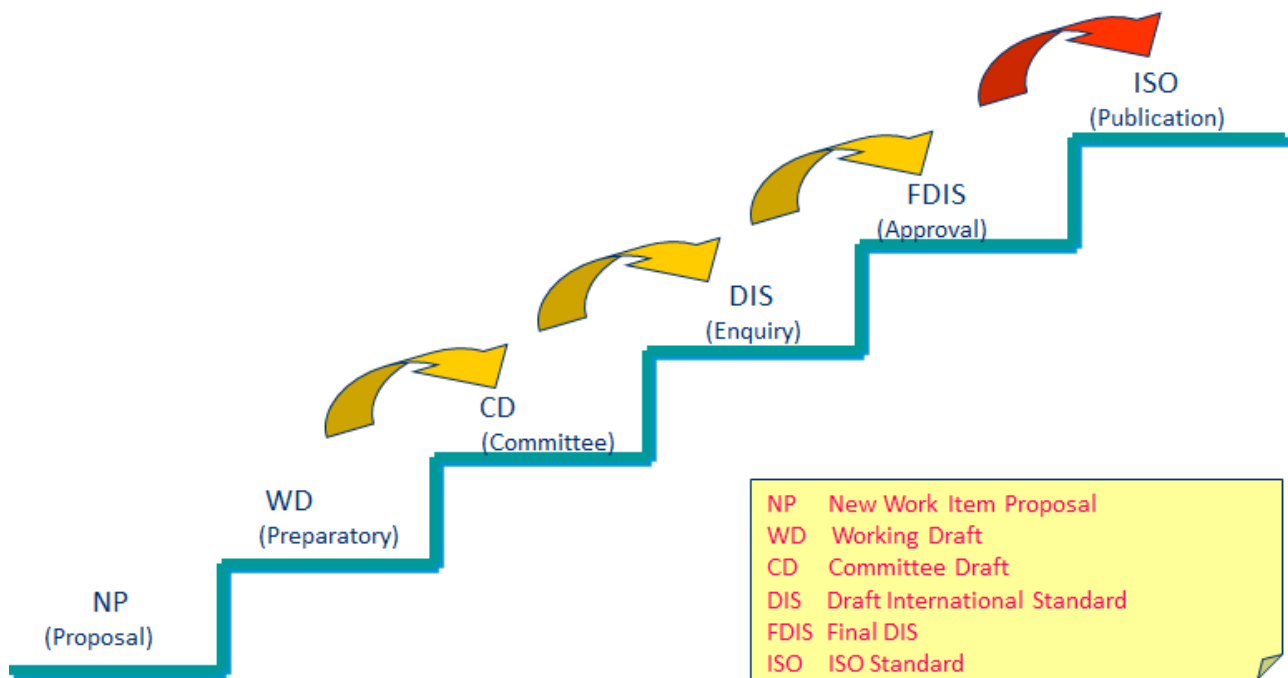 ISO
(Publication)
FDIS
(Approval)
DIS
(Enquiry)
CD
(Committee)
WD
(Preparatory)
NP
(Proposal)
NP New Work Item Proposal
WD Working Draft
CD Committee Draft
DIS Draft International Standard
FDIS Final DIS
ISO ISO Standard